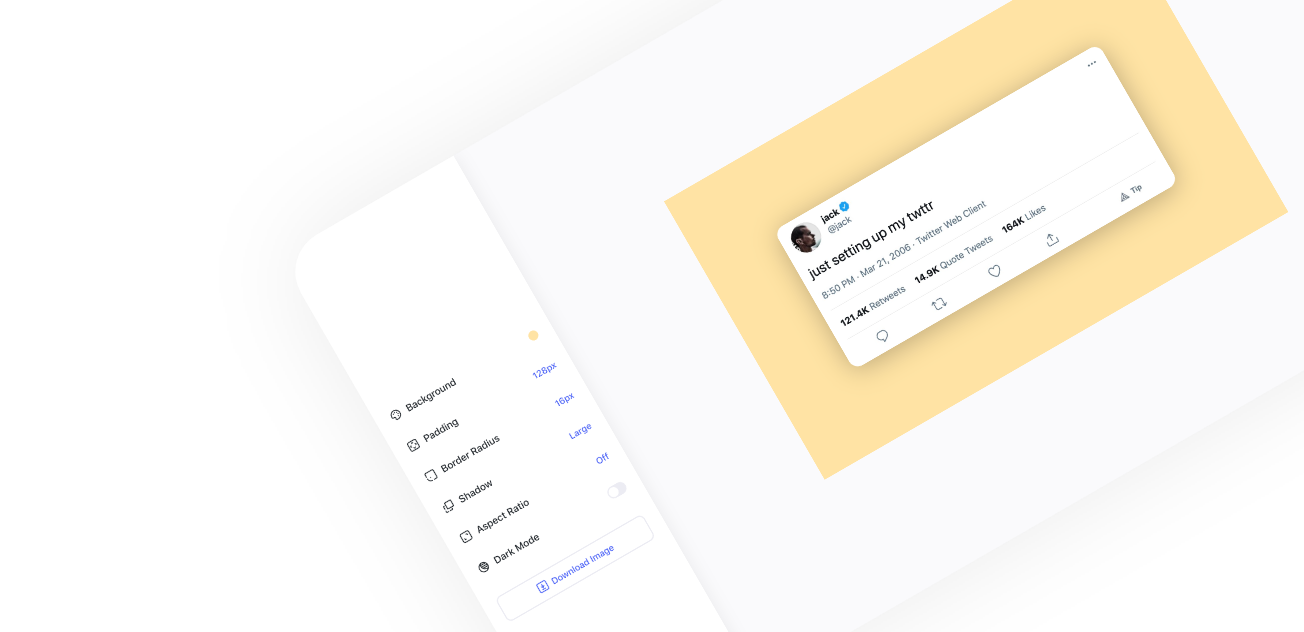 Background
Padding 128px
Border Radius 16px
Shadow Large
Aspect Ratio Off
Dark Mode
Download Image
jack
@jack
just setting up my twttr
8:50 PM · Mar 21, 2006 · Twitter Web Client
121.4K Retweets 14.9K Quote Tweets 164K Likes
Tip